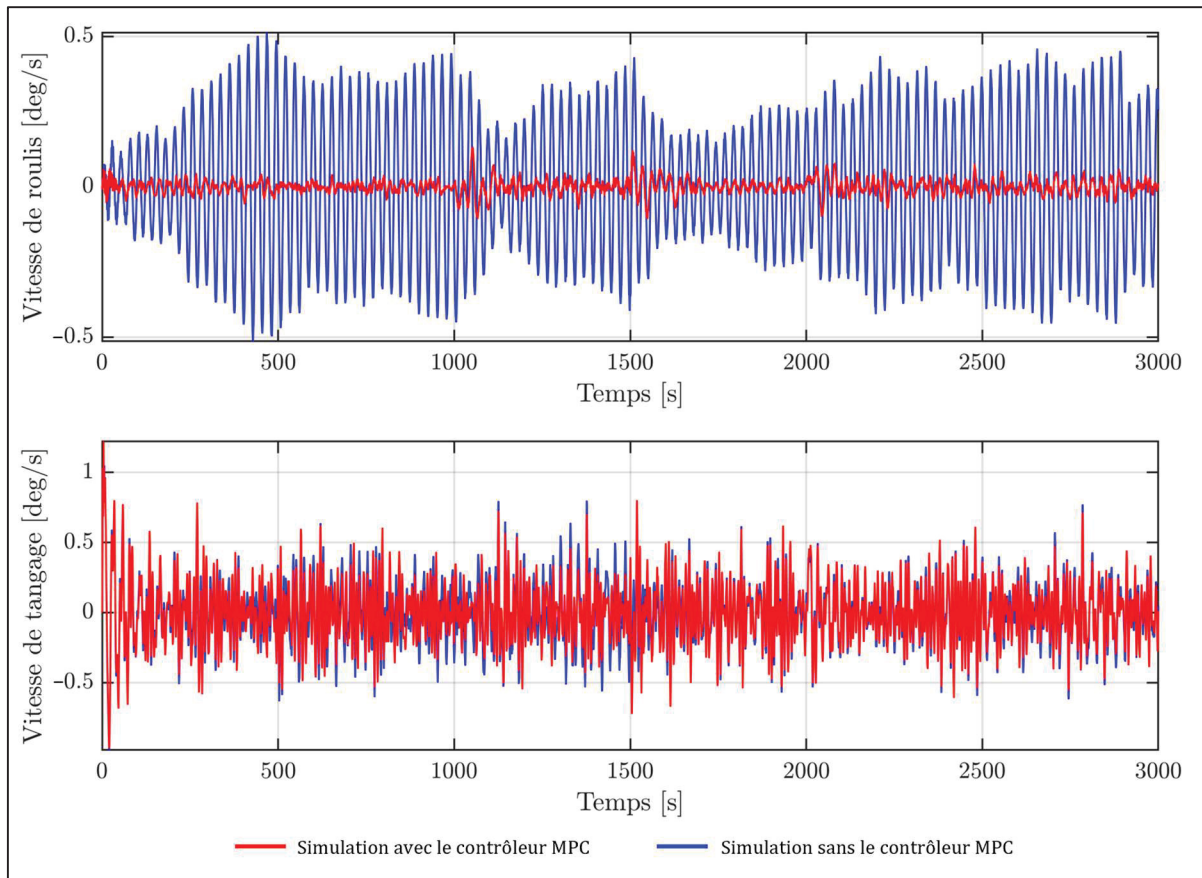 Vitesse de roulis [deg/s]
0.5
0
−0.5
0 500 1000 1500 2000 2500 3000
Temps [s]
Vitesse de tangage [deg/s]
1
0.5
0
−0.5
0 500 1000 1500 2000 2500 3000
Temps [s]
Simulation avec le contrôleur MPC Simulation sans le contrôleur MPC